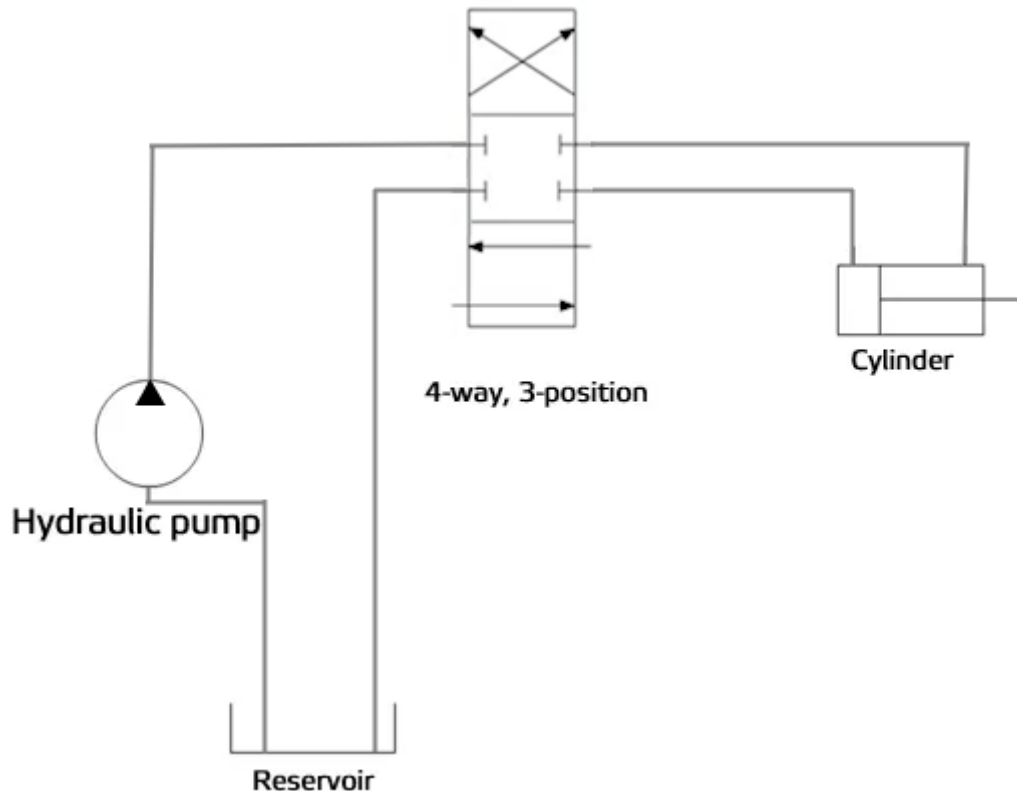 4-way, 3-position
Cylinder
Hydraulic pump
Reservoir